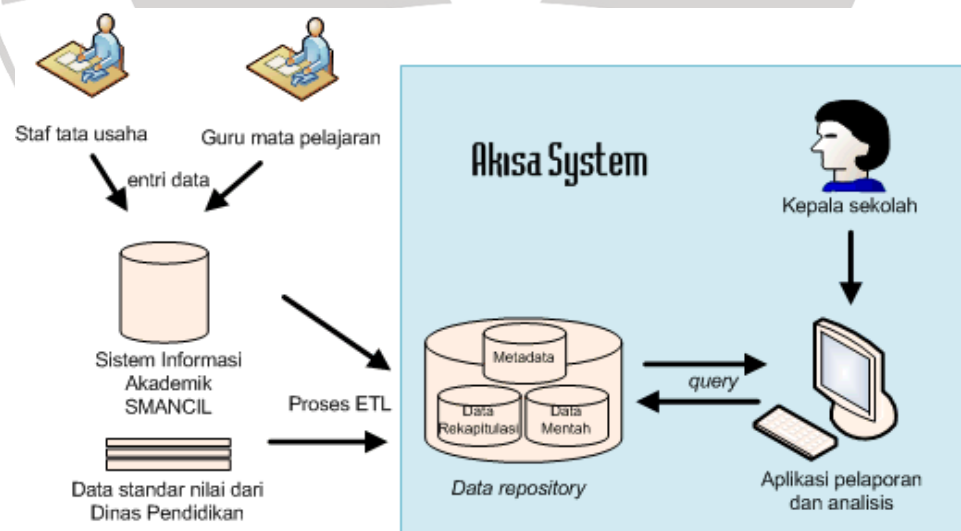 Staf tata usaha
Guru mata pelajaran
entri data
Sistem Informasi
Akademik
SMANCIL
Proses ETL
Data standar nilai dari
Dinas Pendidikan
Akisa System
Kepala sekolah
Metadata
Data
Rekapitulasi
Data
Mentah
Data repository
query
Aplikasi pelaporan
dan analisis